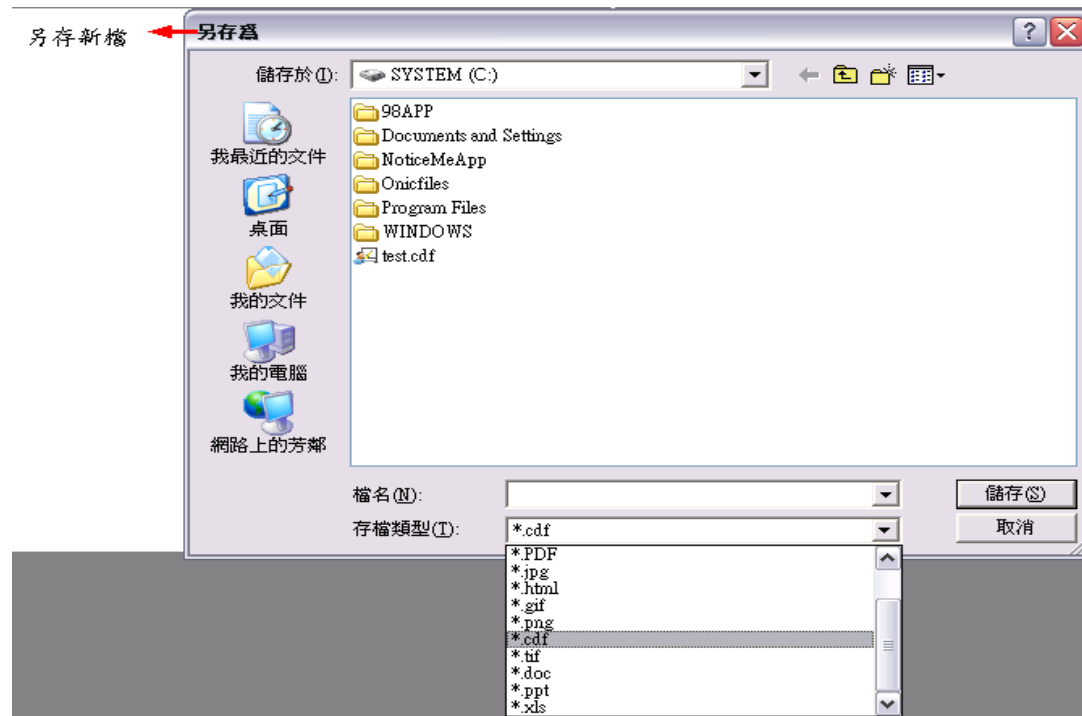 另存新檔
另存爲
儲存於(I):
SYSTEM (C:)
98APP
Documents and Settings
NoticeMeApp
Onicfiles
Program Files
WINDOWS
test.cdf
我最近的文件
桌面
我的文件
我的電腦
網路上的芳鄰
檔名(N):
儲存(S)
存檔類型(T):
*.cdf
取消
*.PDF
*.jpg
*.html
*.gif
*.png
*.cdf
*.tif
*.doc
*.ppt
*.xls